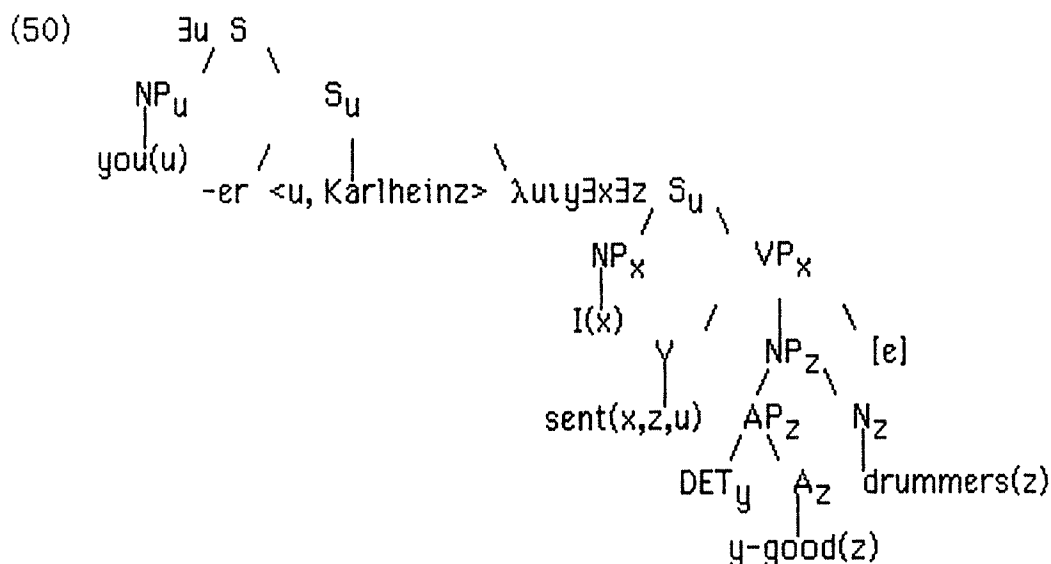 (50) ∃u S
NPu Su
you(u)
-er <u, Karlheinz> λuιy∃x∃z Su
NPx VPx
I(x)
V NPz [e]
sent(x,z,u) APz Nz
DETy Az drummers(z)
y-good(z)